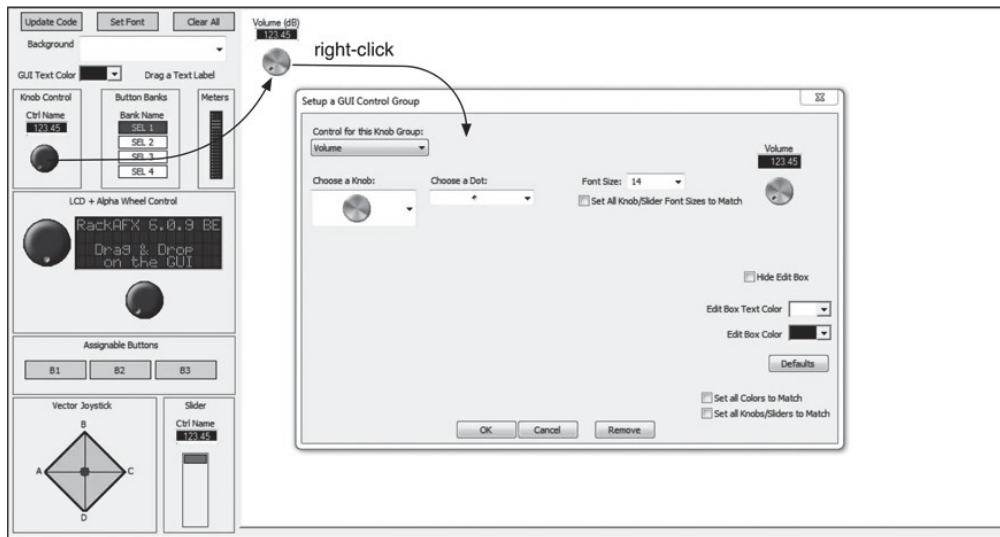 Update Code
Set Font
Clear All
Background
GUI Text Color
Drag a Text Label
Knob Control
Ctrl Name
123.45
Button Banks
Bank Name
SEL 1
SEL 2
SEL 3
SEL 4
Meters
LCD + Alpha Wheel Control
RackAFX 6.0.9 BE
Drag & Drop
on the GUI
Assignable Buttons
B1
B2
B3
Vector Joystick
B
A
C
D
Slider
Ctrl Name
123.45
Volume (dB)
123.45
right-click
Setup a GUI Control Group
Control for this Knob Group:
Volume
Choose a Knob:
Choose a Dot:
Font Size: 14
Set All Knob/Slider Font Sizes to Match
Volume
123.45
Hide Edit Box
Edit Box Text Color
Edit Box Color
Defaults
Set all Colors to Match
Set all Knobs/Sliders to Match
OK
Cancel
Remove